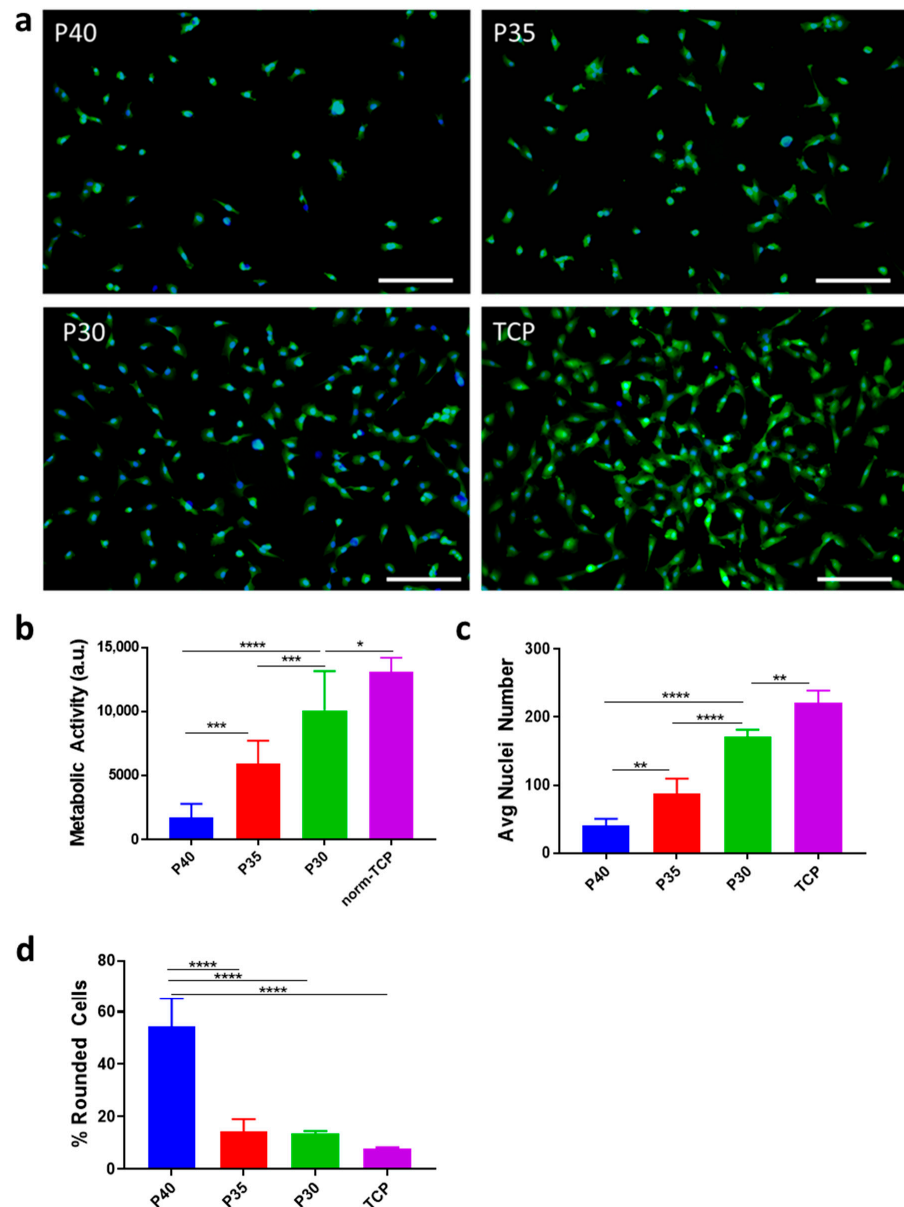 a
P40
P35
P30
TCP
b
Metabolic Activity (a.u.)
15,000
10,000
5000
0
****
*
***
***
P40
P35
P30
norm-TCP
c
Avg Nuclei Number
300
200
100
0
**
****
****
**
P40
P35
P30
TCP
d
% Rounded Cells
80
60
40
20
0
****
****
****
P40
P35
P30
TCP